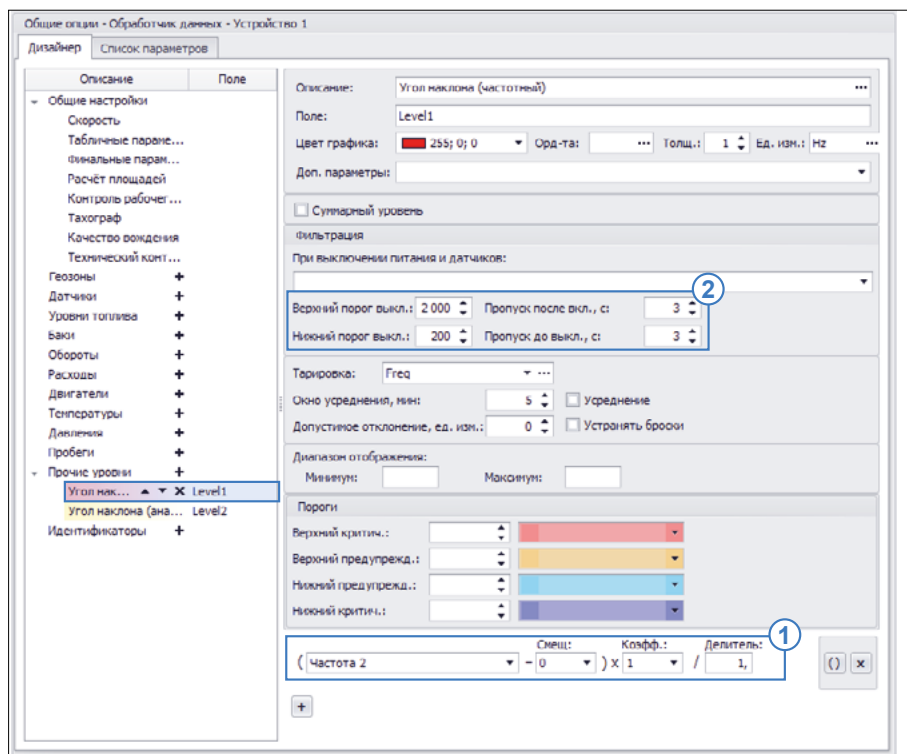 Общие опции - Обработчик данных - Устройство 1
Дизайнер Список параметров
Описание Поле
Общие настройки
Скорость
Табличные параме...
Финальные парам...
Расчёт площадей
Контроль рабочег...
Тахограф
Качество вождения
Технический конт...
Геозоны +
Датчики +
Уровни топлива +
Баки +
Обороты +
Расходы +
Двигатели +
Температуры +
Давления +
Пробеги +
Прочие уровни +
Угол нак... Level1
Угол наклона (ана... Level2
Идентификаторы +
Описание: Угол наклона (частотный) ...
Поле: Level1
Цвет графика: 255; 0; 0 Орд-та: ... Толщ.: 1 Ед. изм.: Hz ...
Доп. параметры:
Суммарный уровень
Фильтрация
При выключении питания и датчиков:
2
Верхний порог выкл.: 2 000 Пропуск после вкл., с: 3
Нижний порог выкл.: 200 Пропуск до выкл., с: 3
Тарировка: Freq ...
Окно усреднения, мин: 5 Усреднение
Допустимое отклонение, ед. изм.: 0 Устранять броски
Диапазон отображения:
Минимум: Максимум:
Пороги
Верхний критич.:
Верхний предупрежд.:
Нижний предупрежд.:
Нижний критич.:
1
Смещ: Коэфф.: Делитель:
( Частота 2 - 0 ) x 1 / 1,
() x
+